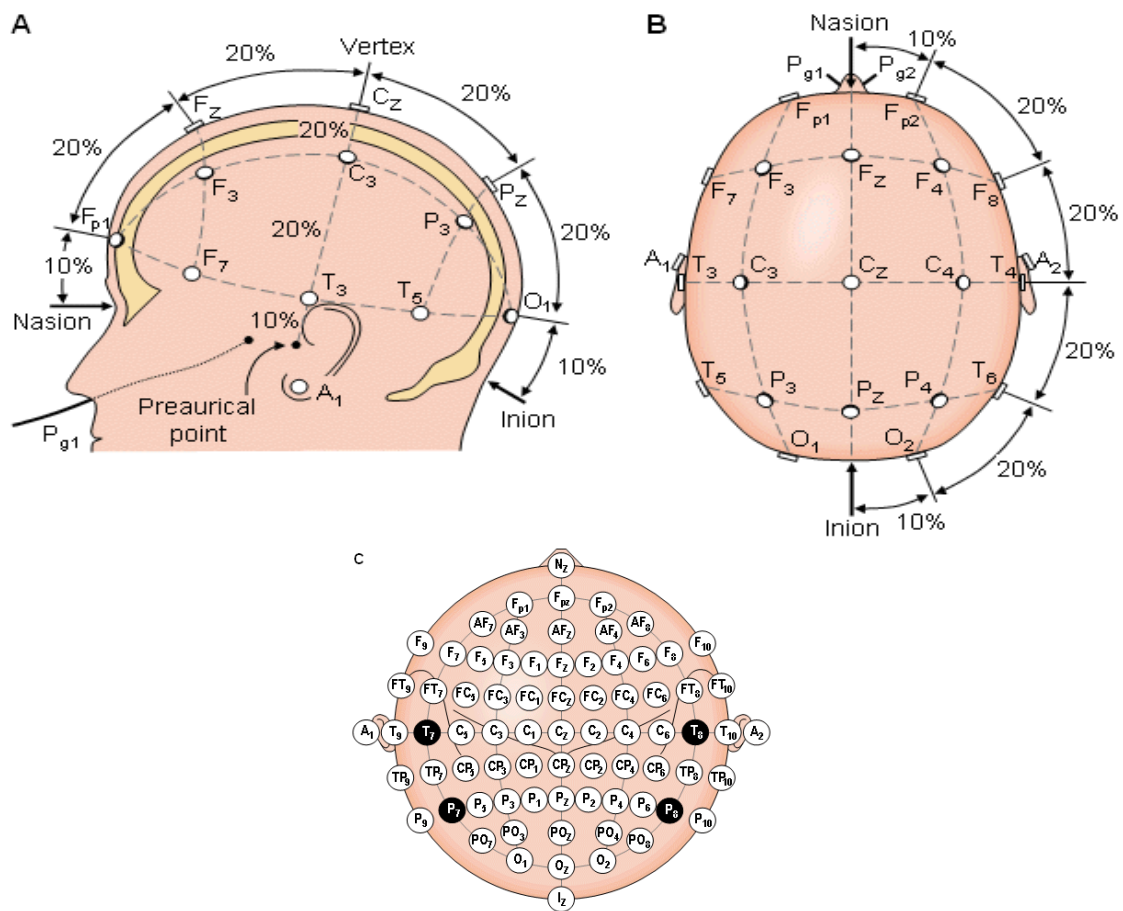 A
20%
Vertex
20%
Fz
Cz
20%
20%
20%
C3
F3
Pz
Fp1
P3
20%
20%
10%
F7
T3
T5
O1
Nasion
10%
10%
A1
Preaurical
point
Inion
Pg1
B
Nasion
10%
Pg1
Pg2
20%
Fp1
Fp2
F7
F3
Fz
F4
F8
20%
A1
T3
C3
Cz
C4
T4
A2
20%
T5
P3
Pz
P4
T6
O1
O2
20%
Inion
10%
c
Nz
Fp1 Fpz Fp2
AF7 AF3 AFz AF4 AF8
F9 F7 F5 F3 F1 Fz F2 F4 F6 F8 F10
FT9 FT7 FC5 FC3 FC1 FCz FC2 FC4 FC6 FT8 FT10
A1 T9 T7 C5 C3 C1 Cz C2 C4 C6 T8 T10 A2
TP9 TP7 CP5 CP3 CP1 CPz CP2 CP4 CP6 TP8 TP10
P9 P7 P5 P3 P1 Pz P2 P4 P6 P8 P10
PO7 PO3 POz PO4 PO8
O1 Oz O2
Iz